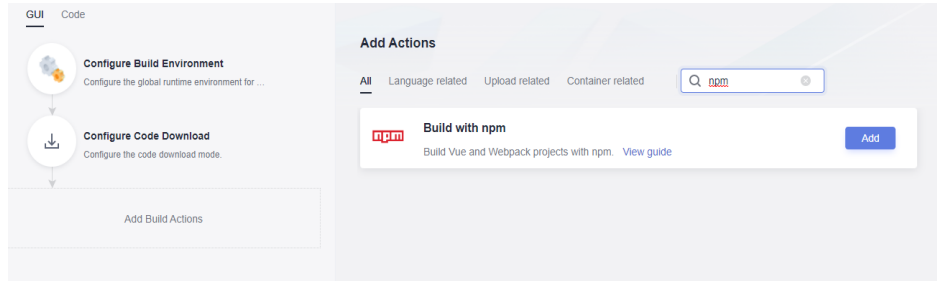 GUI Code
Configure Build Environment
Configure the global runtime environment for ...
Configure Code Download
Configure the code download mode.
Add Build Actions
Add Actions
All Language related Upload related Container related npm
npm
Build with npm
Build Vue and Webpack projects with npm. View guide
Add